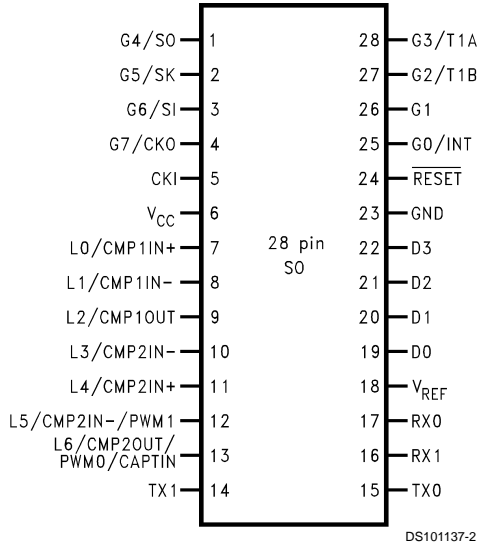 G4/SO 1 28 G3/T1A
G5/SK 2 27 G2/T1B
G6/SI 3 26 G1
G7/CKO 4 25 G0/INT
CKI 5 24 RESET
VCC 6 23 GND
L0/CMP1IN+ 7 28 pin 22 D3
SO
L1/CMP1IN- 8 21 D2
L2/CMP1OUT 9 20 D1
L3/CMP2IN- 10 19 D0
L4/CMP2IN+ 11 18 VREF
L5/CMP2IN-/PWM1 12 17 RX0
L6/CMP2OUT/
PWM0/CAPTIN 13 16 RX1
TX1 14 15 TX0
DS101137-2